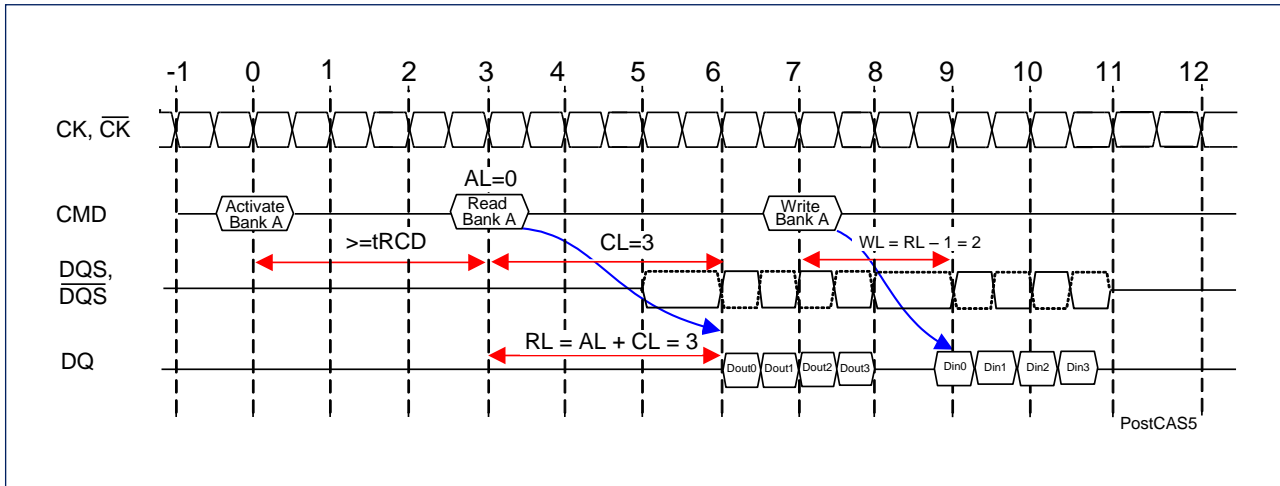 -1 0 1 2 3 4 5 6 7 8 9 10 11 12
CK, C̅K̅
AL=0
CMD
Activate
Bank A
Read
Bank A
Write
Bank A
>=tRCD
CL=3
WL = RL – 1 = 2
DQS,
D̅Q̅S̅
RL = AL + CL = 3
DQ
Dout0 Dout1 Dout2 Dout3
Din0 Din1 Din2 Din3
PostCAS5